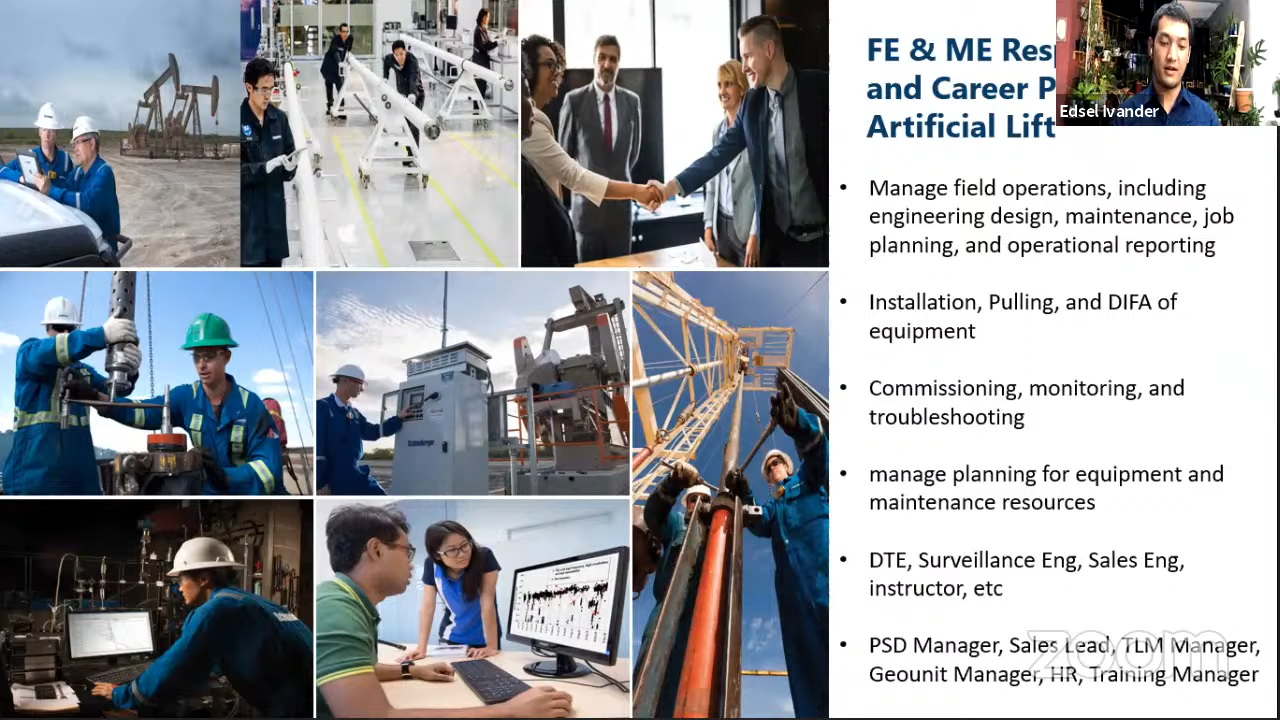 FE & ME Res
and Career P
Artificial Lift
Edsel Ivander
• Manage field operations, including
engineering design, maintenance, job
planning, and operational reporting
• Installation, Pulling, and DIFA of
equipment
• Commissioning, monitoring, and
troubleshooting
• manage planning for equipment and
maintenance resources
• DTE, Surveillance Eng, Sales Eng,
instructor, etc
• PSD Manager, Sales Lead, TLM Manager,
Geounit Manager, HR, Training Manager
zoom
Schlumberger